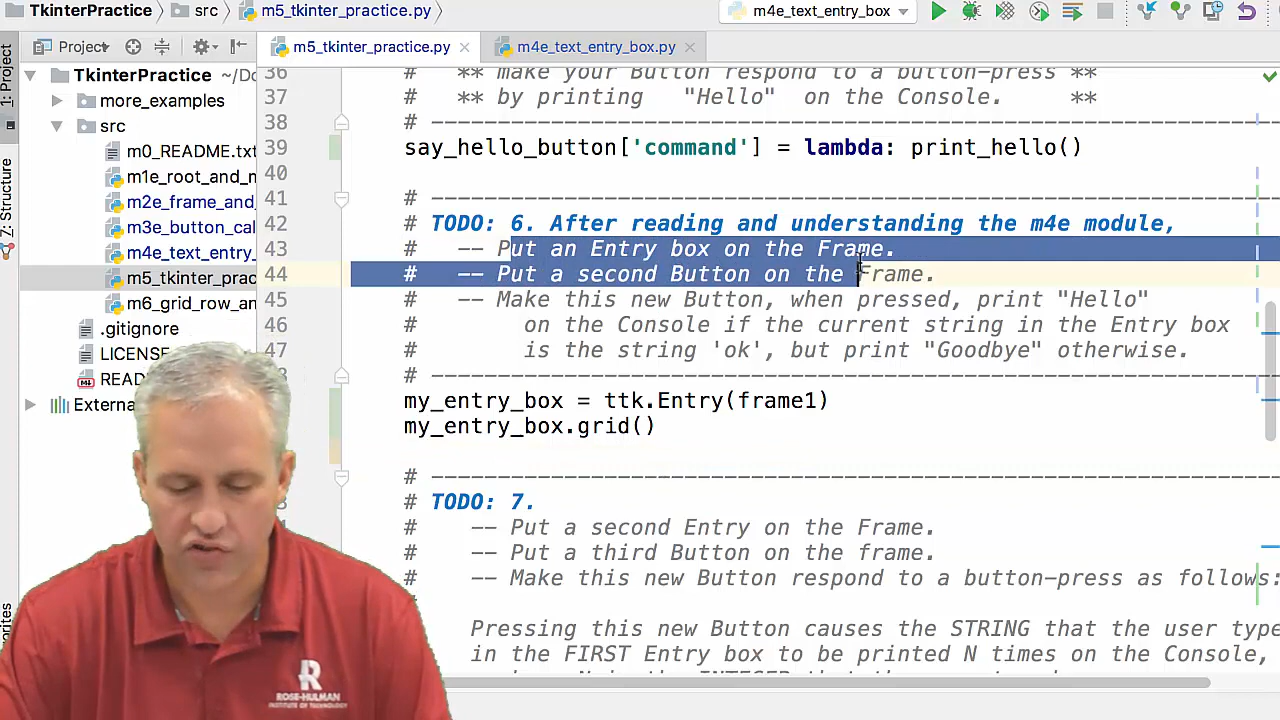 TkinterPractice
src
m5_tkinter_practice.py
m4e_text_entry_box
Project
m5_tkinter_practice.py
m4e_text_entry_box.py
1: Project
TkinterPractice ~/Do
more_examples
src
m0_README.txt
m1e_root_and_m
m2e_frame_and_
m3e_button_cal
m4e_text_entry_
m5_tkinter_prac
m6_grid_row_an
.gitignore
LICENSE
READ
Externa
Z: Structure
36 # ** make your Button respond to a button-press **
37 # ** by printing "Hello" on the Console. **
38 # ------------------------------------------------------------------
39 say_hello_button['command'] = lambda: print_hello()
40
41 # ------------------------------------------------------------------
42 # TODO: 6. After reading and understanding the m4e module,
43 # -- Put an Entry box on the Frame.
44 # -- Put a second Button on the Frame.
45 # -- Make this new Button, when pressed, print "Hello"
46 # on the Console if the current string in the Entry box
47 # is the string 'ok', but print "Goodbye" otherwise.
# ------------------------------------------------------------------
my_entry_box = ttk.Entry(frame1)
my_entry_box.grid()
# ------------------------------------------------------------------
# TODO: 7.
# -- Put a second Entry on the Frame.
# -- Put a third Button on the frame.
# -- Make this new Button respond to a button-press as follows:
Pressing this new Button causes the STRING that the user type
in the FIRST Entry box to be printed N times on the Console,
R
ROSE-HULMAN
INSTITUTE OF TECHNOLOGY